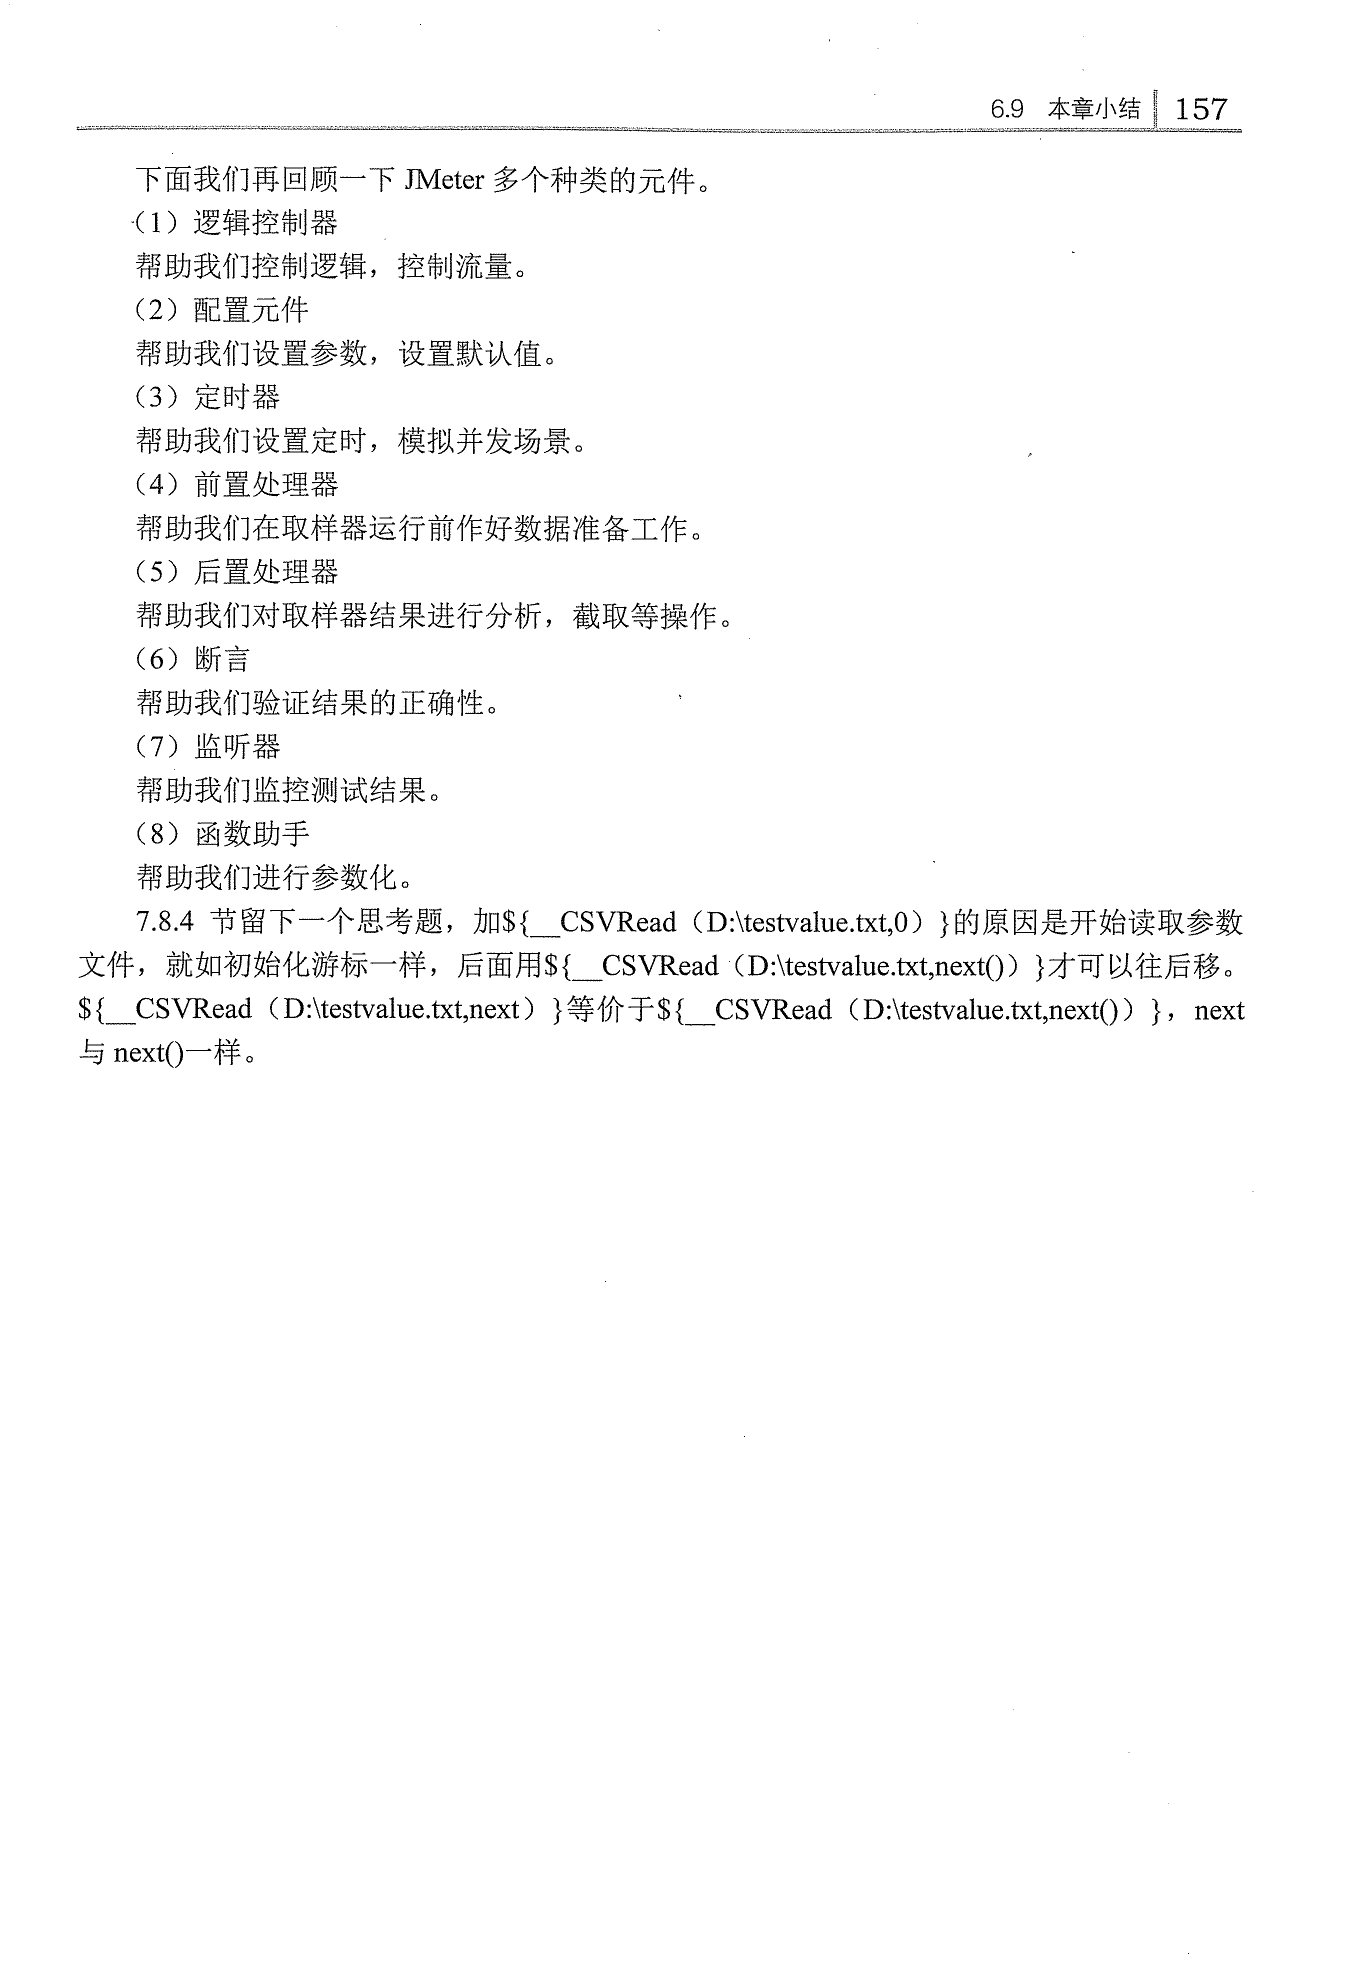 6.9 本章小结 157
下面我们再回顾一下 JMeter 多个种类的元件。
（1）逻辑控制器
帮助我们控制逻辑，控制流量。
（2）配置元件
帮助我们设置参数，设置默认值。
（3）定时器
帮助我们设置定时，模拟并发场景。
（4）前置处理器
帮助我们在取样器运行前作好数据准备工作。
（5）后置处理器
帮助我们对取样器结果进行分析，截取等操作。
（6）断言
帮助我们验证结果的正确性。
（7）监听器
帮助我们监控测试结果。
（8）函数助手
帮助我们进行参数化。
7.8.4 节留下一个思考题，加${__CSVRead（D:\testvalue.txt,0）}的原因是开始读取参数
文件，就如初始化游标一样，后面用${__CSVRead（D:\testvalue.txt,next()）}才可以往后移。
${__CSVRead（D:\testvalue.txt,next）}等价于${__CSVRead（D:\testvalue.txt,next()）}，next
与 next()一样。